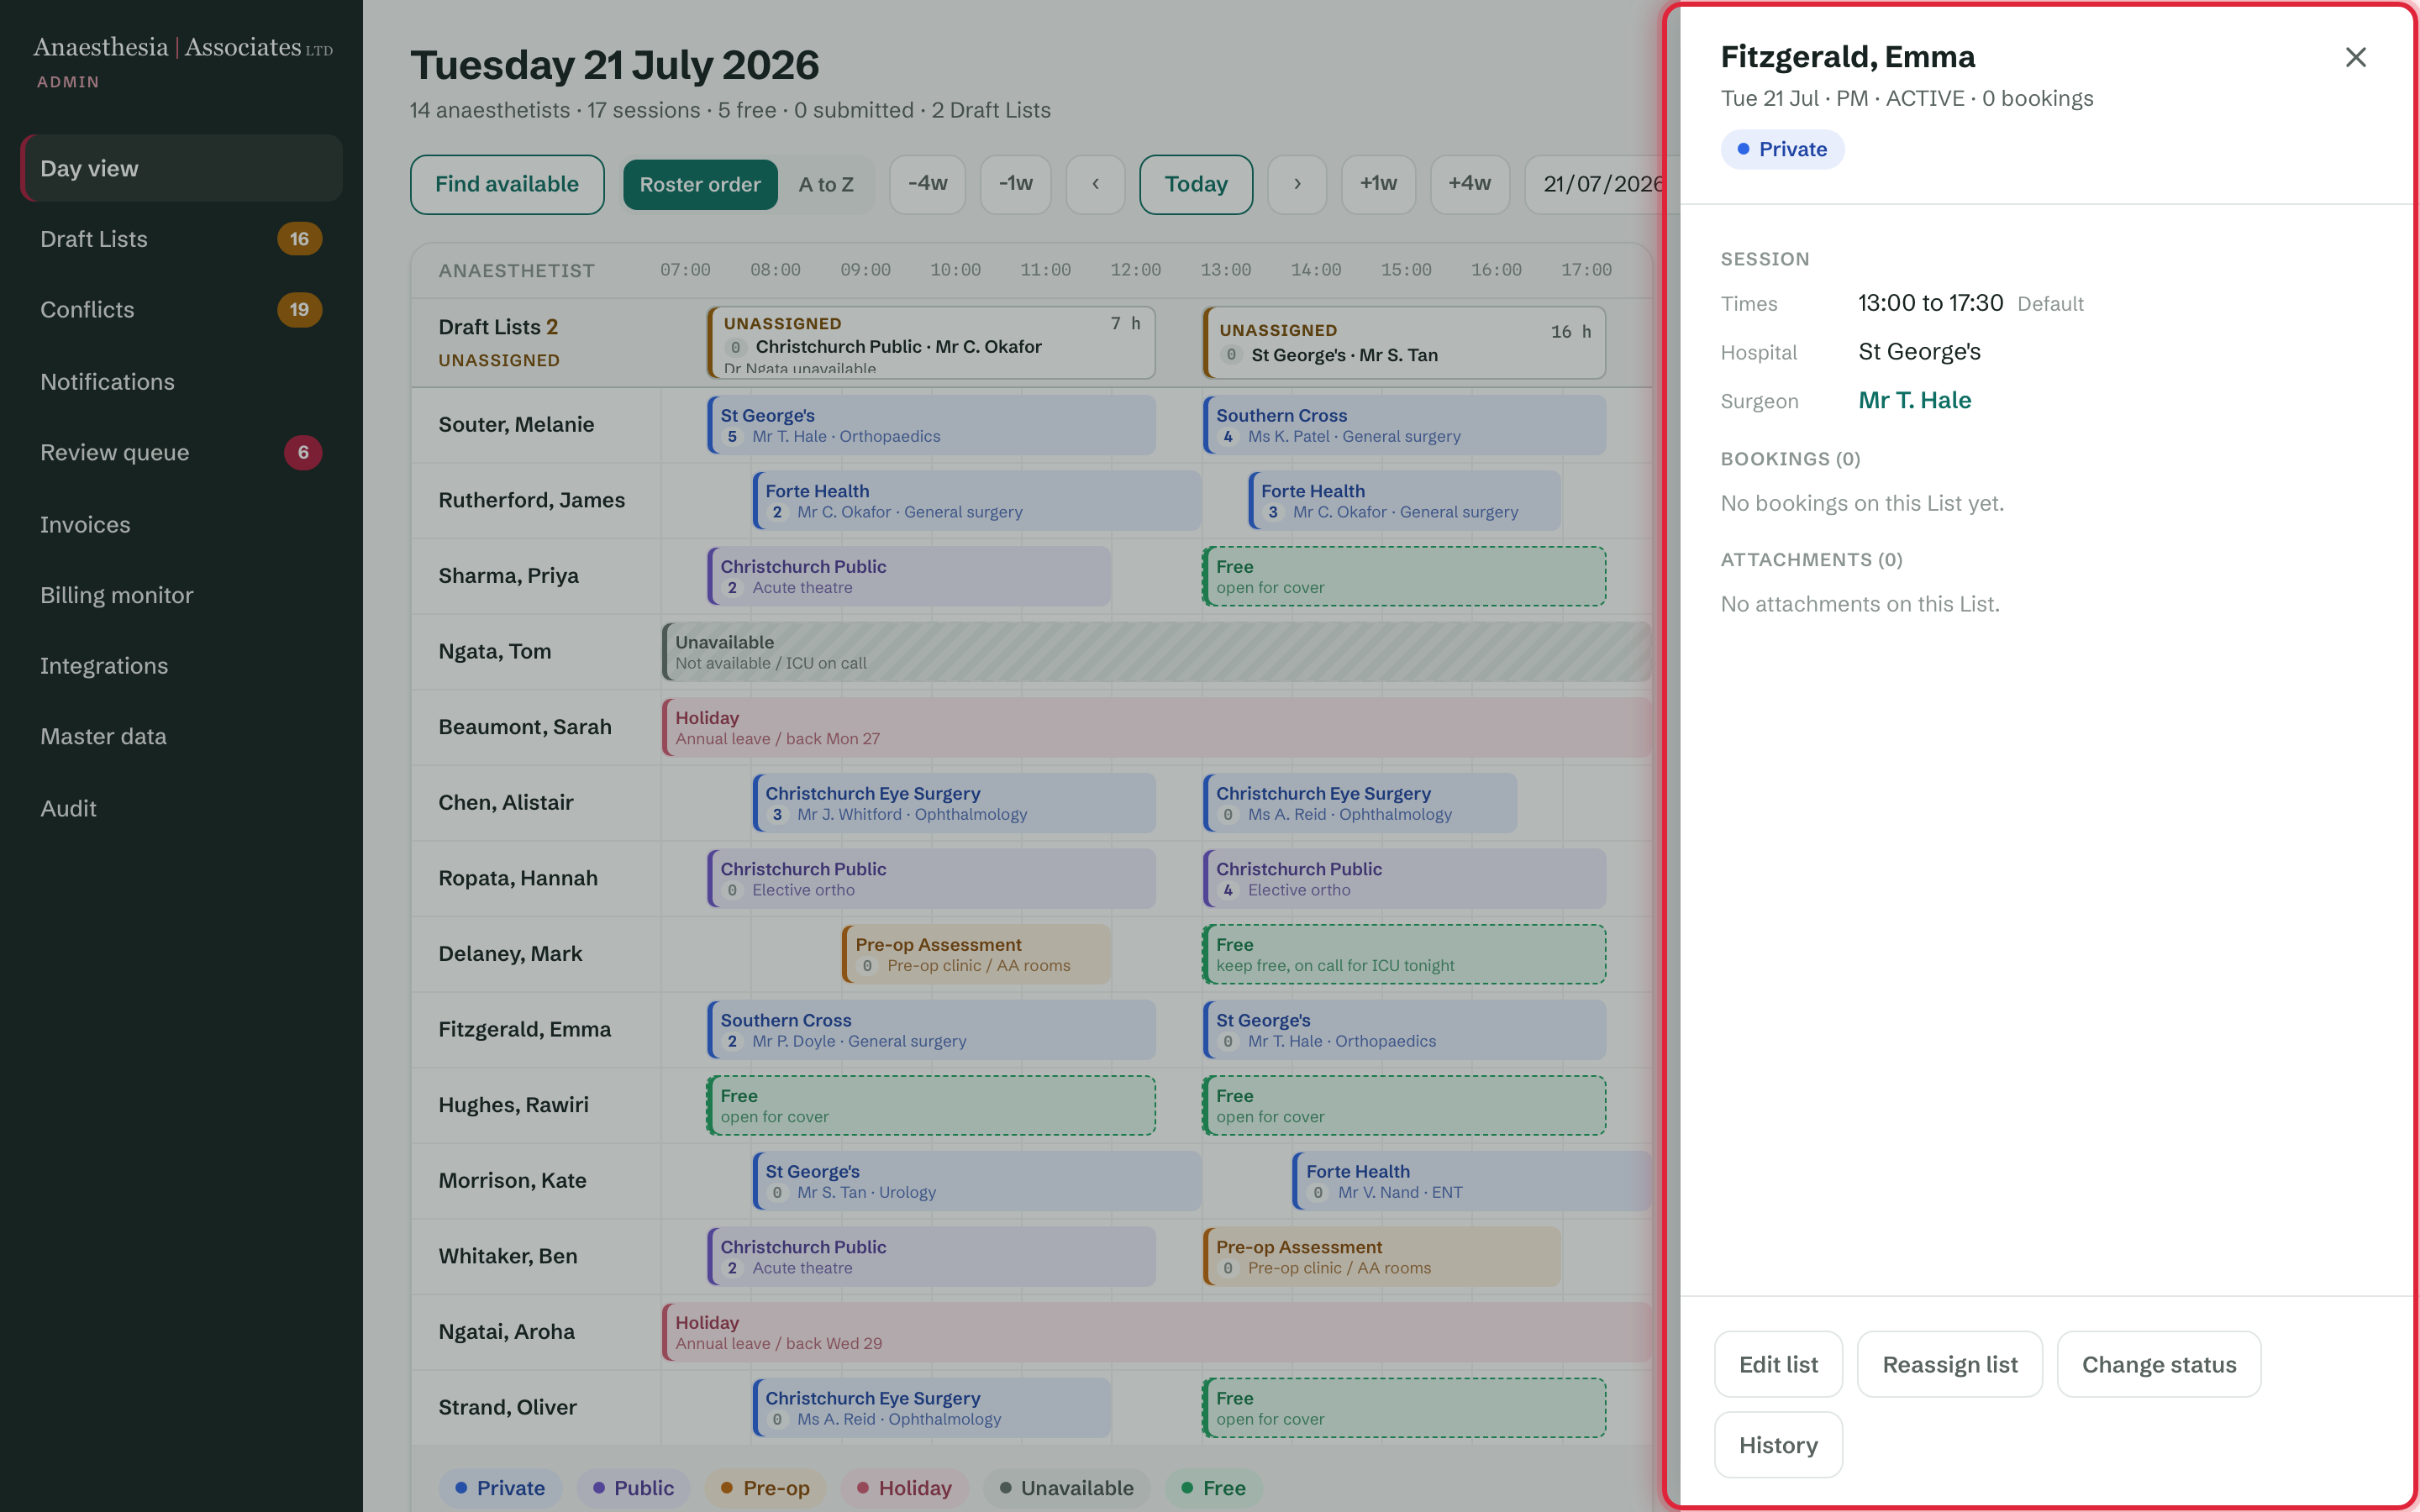 Anaesthesia | Associates LTD
ADMIN
Day view
Draft Lists 16
Conflicts 19
Notifications
Review queue 6
Invoices
Billing monitor
Integrations
Master data
Audit
Tuesday 21 July 2026
14 anaesthetists · 17 sessions · 5 free · 0 submitted · 2 Draft Lists
Find available Roster order A to Z -4w -1w ‹ Today › +1w +4w 21/07/2026
ANAESTHETIST 07:00 08:00 09:00 10:00 11:00 12:00 13:00 14:00 15:00 16:00 17:00
Draft Lists 2
UNASSIGNED
UNASSIGNED 7 h
0 Christchurch Public · Mr C. Okafor
Dr Ngata unavailable
UNASSIGNED 16 h
0 St George's · Mr S. Tan
Souter, Melanie
St George's
5 Mr T. Hale · Orthopaedics
Southern Cross
4 Ms K. Patel · General surgery
Rutherford, James
Forte Health
2 Mr C. Okafor · General surgery
Forte Health
3 Mr C. Okafor · General surgery
Sharma, Priya
Christchurch Public
2 Acute theatre
Free
open for cover
Ngata, Tom
Unavailable
Not available / ICU on call
Beaumont, Sarah
Holiday
Annual leave / back Mon 27
Chen, Alistair
Christchurch Eye Surgery
3 Mr J. Whitford · Ophthalmology
Christchurch Eye Surgery
0 Ms A. Reid · Ophthalmology
Ropata, Hannah
Christchurch Public
0 Elective ortho
Christchurch Public
4 Elective ortho
Delaney, Mark
Pre-op Assessment
0 Pre-op clinic / AA rooms
Free
keep free, on call for ICU tonight
Fitzgerald, Emma
Southern Cross
2 Mr P. Doyle · General surgery
St George's
0 Mr T. Hale · Orthopaedics
Hughes, Rawiri
Free
open for cover
Free
open for cover
Morrison, Kate
St George's
0 Mr S. Tan · Urology
Forte Health
0 Mr V. Nand · ENT
Whitaker, Ben
Christchurch Public
2 Acute theatre
Pre-op Assessment
0 Pre-op clinic / AA rooms
Ngatai, Aroha
Holiday
Annual leave / back Wed 29
Strand, Oliver
Christchurch Eye Surgery
0 Ms A. Reid · Ophthalmology
Free
open for cover
Private Public Pre-op Holiday Unavailable Free
Fitzgerald, Emma
Tue 21 Jul · PM · ACTIVE · 0 bookings
Private
SESSION
Times 13:00 to 17:30 Default
Hospital St George's
Surgeon Mr T. Hale
BOOKINGS (0)
No bookings on this List yet.
ATTACHMENTS (0)
No attachments on this List.
Edit list Reassign list Change status
History